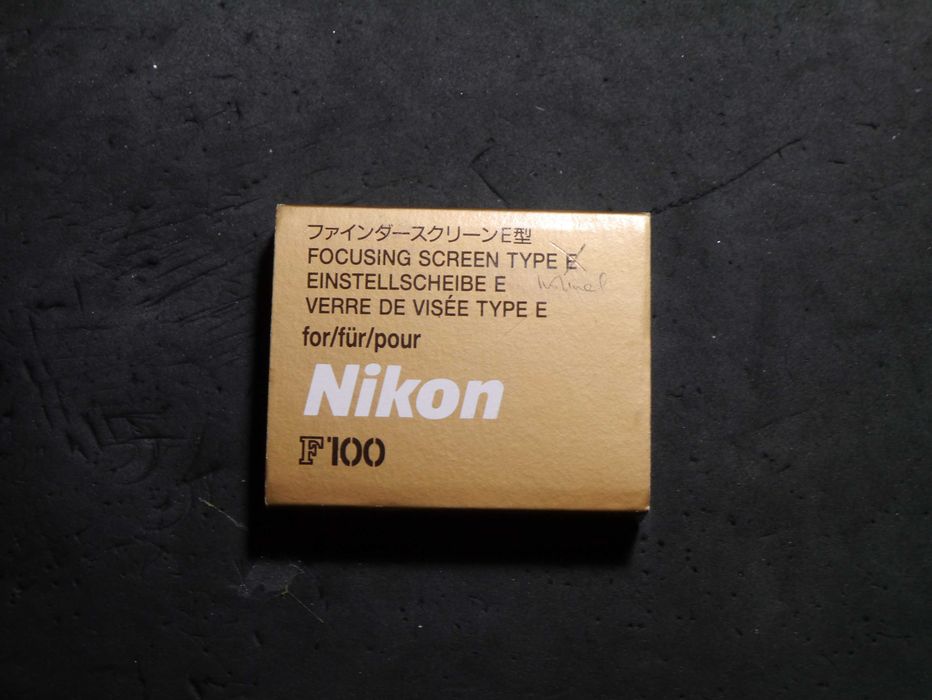 ファインダースクリーンE型
FOCUSING SCREEN TYPE E
EINSTELLSCHEIBE E
VERRE DE VISÉE TYPE E
for/für/pour
Nikon
F100